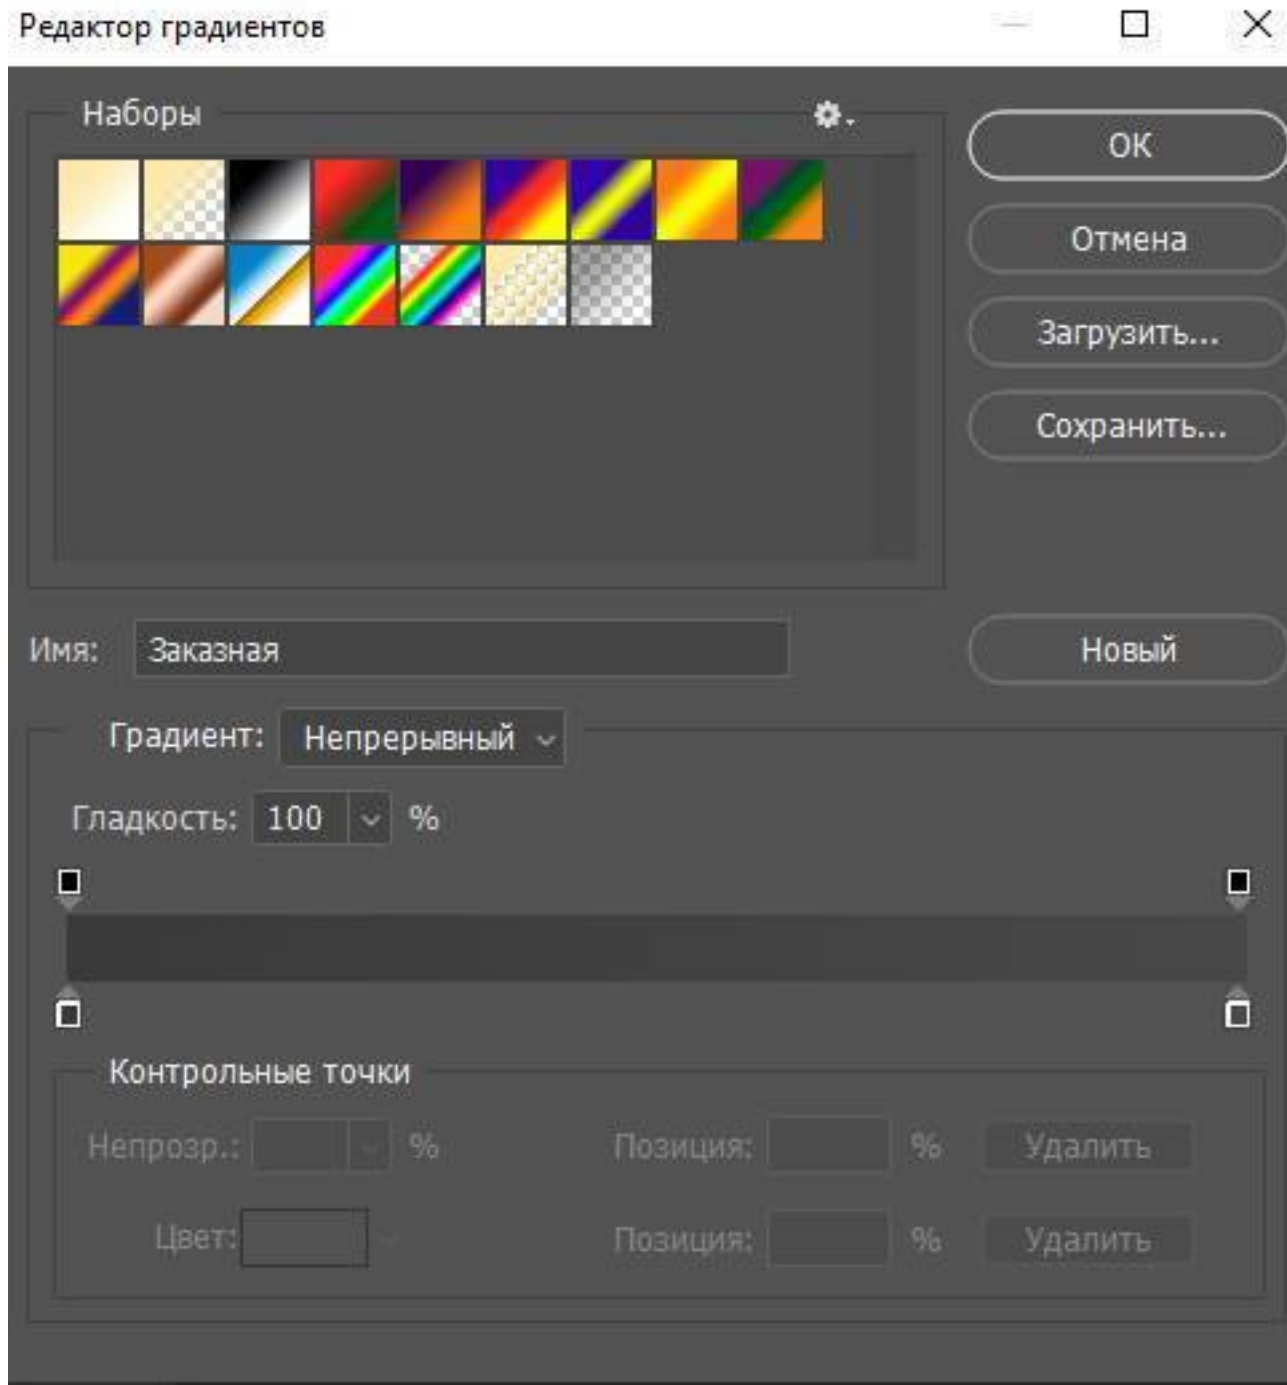 Редактор градиентов
Наборы
ОК
Отмена
Загрузить...
Сохранить...
Имя: Заказная
Новый
Градиент: Непрерывный
Гладкость: 100 %
Контрольные точки
Непрозр.: % Позиция: % Удалить
Цвет: Позиция: % Удалить